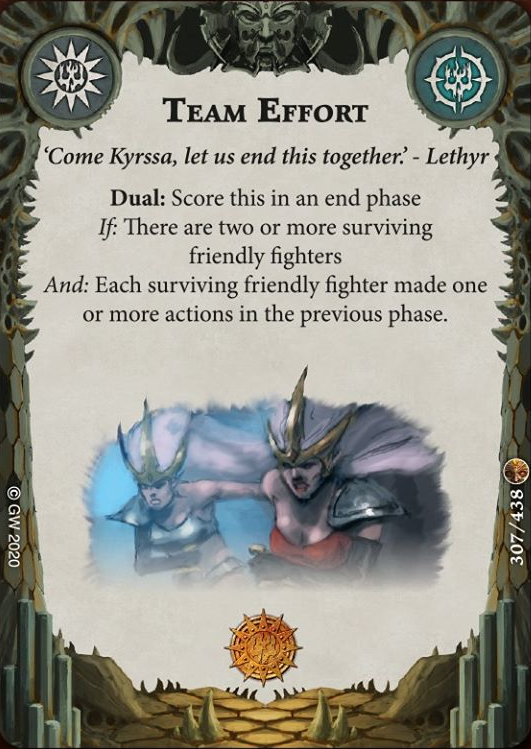 Team Effort
‘Come Kyrssa, let us end this together.’ - Lethyr
Dual: Score this in an end phase
If: There are two or more surviving
friendly fighters
And: Each surviving friendly fighter made one
or more actions in the previous phase.
© GW 2020
307/438